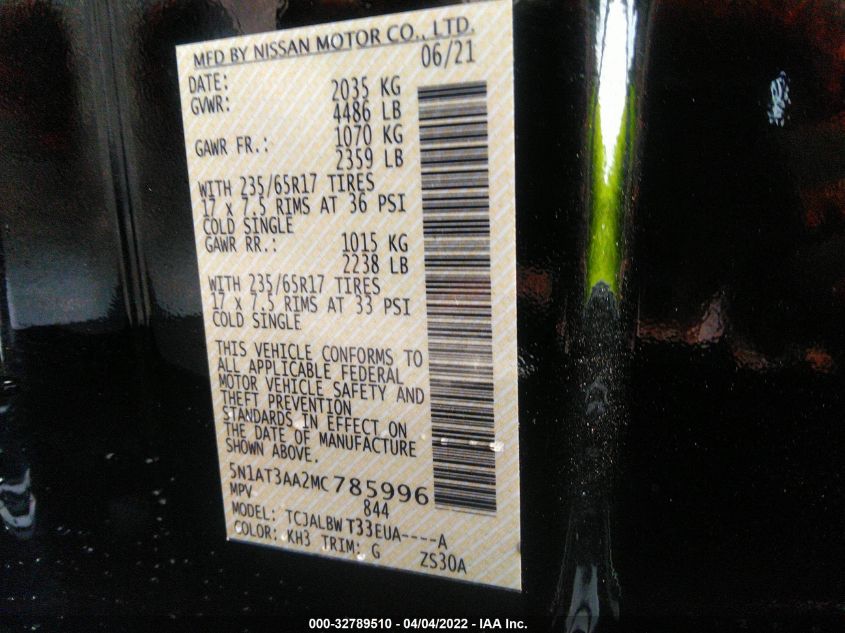 MFD BY NISSAN MOTOR CO., LTD.
DATE: 06/21
GVWR: 2035 KG
4486 LB
GAWR FR.: 1070 KG
2359 LB
WITH 235/65R17 TIRES
17 x 7.5 RIMS AT 36 PSI
COLD SINGLE
GAWR RR.: 1015 KG
2238 LB
WITH 235/65R17 TIRES
17 x 7.5 RIMS AT 33 PSI
COLD SINGLE
THIS VEHICLE CONFORMS TO
ALL APPLICABLE FEDERAL
MOTOR VEHICLE SAFETY AND
THEFT PREVENTION
STANDARDS IN EFFECT ON
THE DATE OF MANUFACTURE
SHOWN ABOVE.
5N1AT3AA2MC785996
MPV 844
MODEL: TCJALBWT33EUA----A
COLOR: KH3 TRIM: G ZS30A
000-32789510 - 04/04/2022 - IAA Inc.